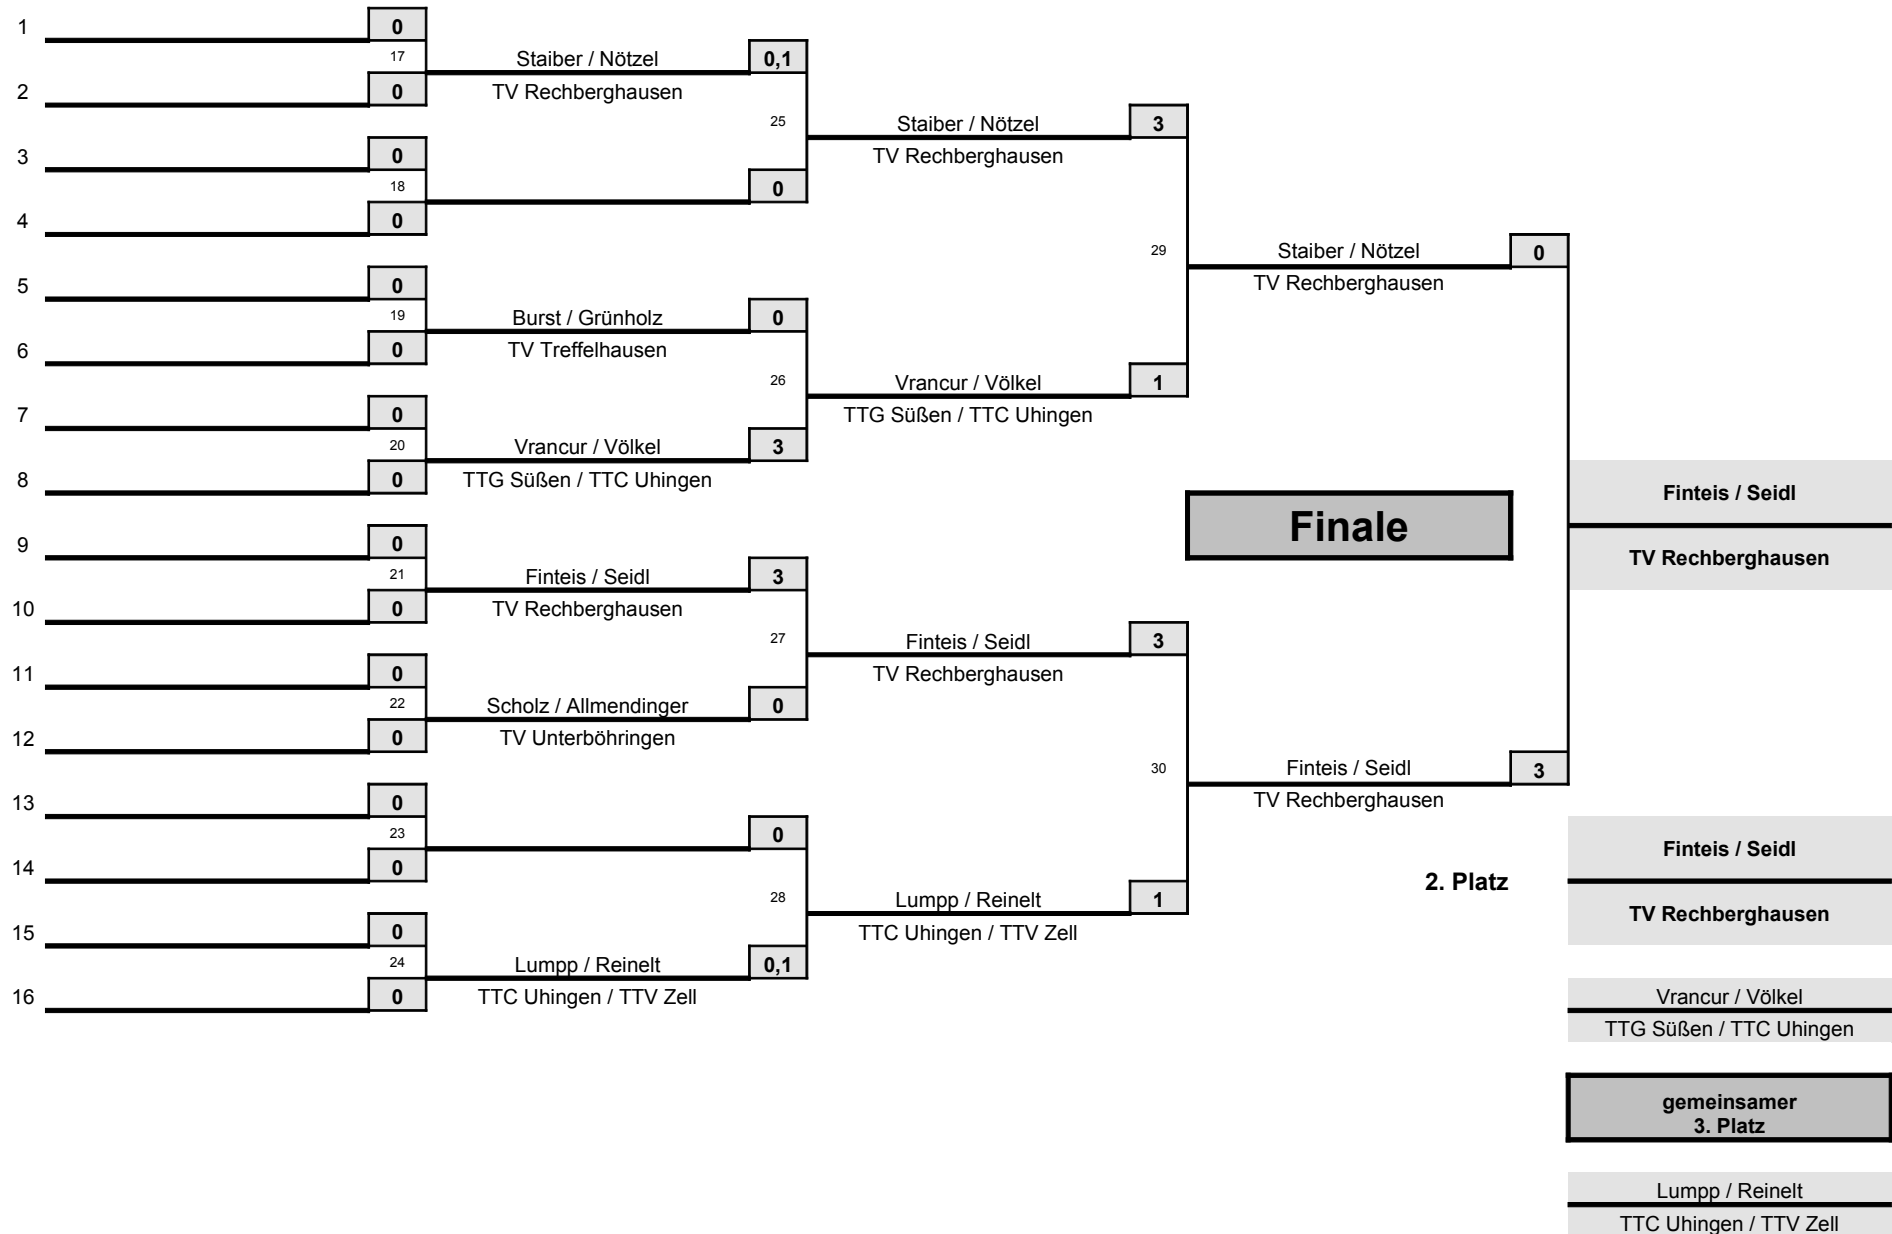 1 0
17 Staiber / Nötzel 0,1
2 0 TV Rechberghausen
25 Staiber / Nötzel 3
3 0 TV Rechberghausen
18 0
4 0
29 Staiber / Nötzel 0
5 0 TV Rechberghausen
19 Burst / Grünholz 0
6 0 TV Treffelhausen
26 Vrancur / Völkel 1
7 0 TTG Süßen / TTC Uhingen
20 Vrancur / Völkel 3
8 0 TTG Süßen / TTC Uhingen
Finteis / Seidl
Finale
9 0
TV Rechberghausen
21 Finteis / Seidl 3
10 0 TV Rechberghausen
27 Finteis / Seidl 3
11 0 TV Rechberghausen
22 Scholz / Allmendinger 0
12 0 TV Unterböhringen
30 Finteis / Seidl 3
13 0 TV Rechberghausen
23 0
Finteis / Seidl
14 0
2. Platz
28 Lumpp / Reinelt 1
TV Rechberghausen
15 0 TTC Uhingen / TTV Zell
24 Lumpp / Reinelt 0,1
16 0 TTC Uhingen / TTV Zell
Vrancur / Völkel
TTG Süßen / TTC Uhingen
gemeinsamer
3. Platz
Lumpp / Reinelt
TTC Uhingen / TTV Zell